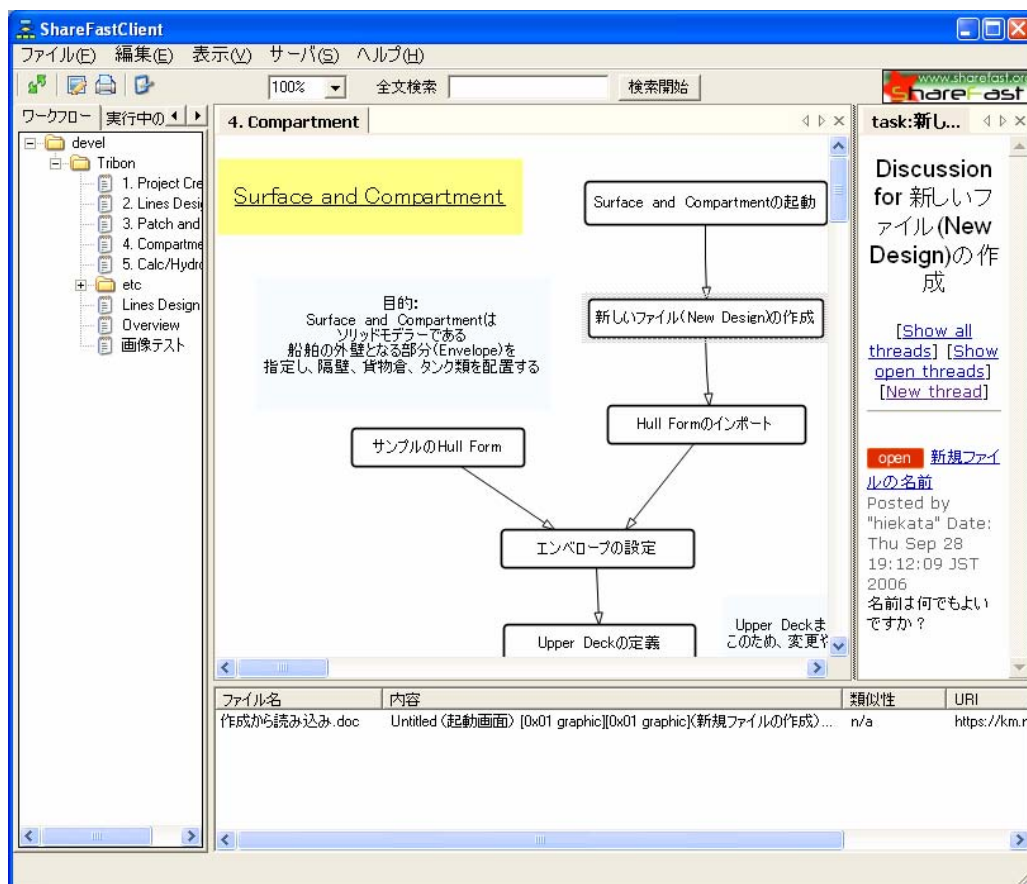 ShareFastClient
ファイル(F) 編集(E) 表示(V) サーバ(S) ヘルプ(H)
100% 全文検索 検索開始
www.sharefast.org
ShareFast
ワークフロー 実行中の
devel
Tribon
1. Project Cre
2. Lines Desi
3. Patch and
4. Compartme
5. Calc/Hydro
etc
Lines Design
Overview
画像テスト
4. Compartment
Surface and Compartment
Surface and Compartmentの起動
目的:
Surface and Compartmentは
ソリッドモデラーである
船舶の外壁となる部分(Envelope)を
指定し、隔壁、貨物倉、タンク類を配置する
新しいファイル(New Design)の作成
Hull Formのインポート
サンプルのHull Form
エンベロープの設定
Upper Deckの定義
Upper Deckま
このため、変更や
task:新し...
Discussion
for 新しいフ
ァイル(New
Design)の作
成
[Show all
threads] [Show
open threads]
[New thread]
open 新規ファイ
ルの名前
Posted by
"hiekata" Date:
Thu Sep 28
19:12:09 JST
2006
名前は何でもよい
ですか？
ファイル名 内容 類似性 URI
作成から読み込み.doc Untitled (起動画面) [0x01 graphic][0x01 graphic](新規ファイルの作成)... n/a https://km.r